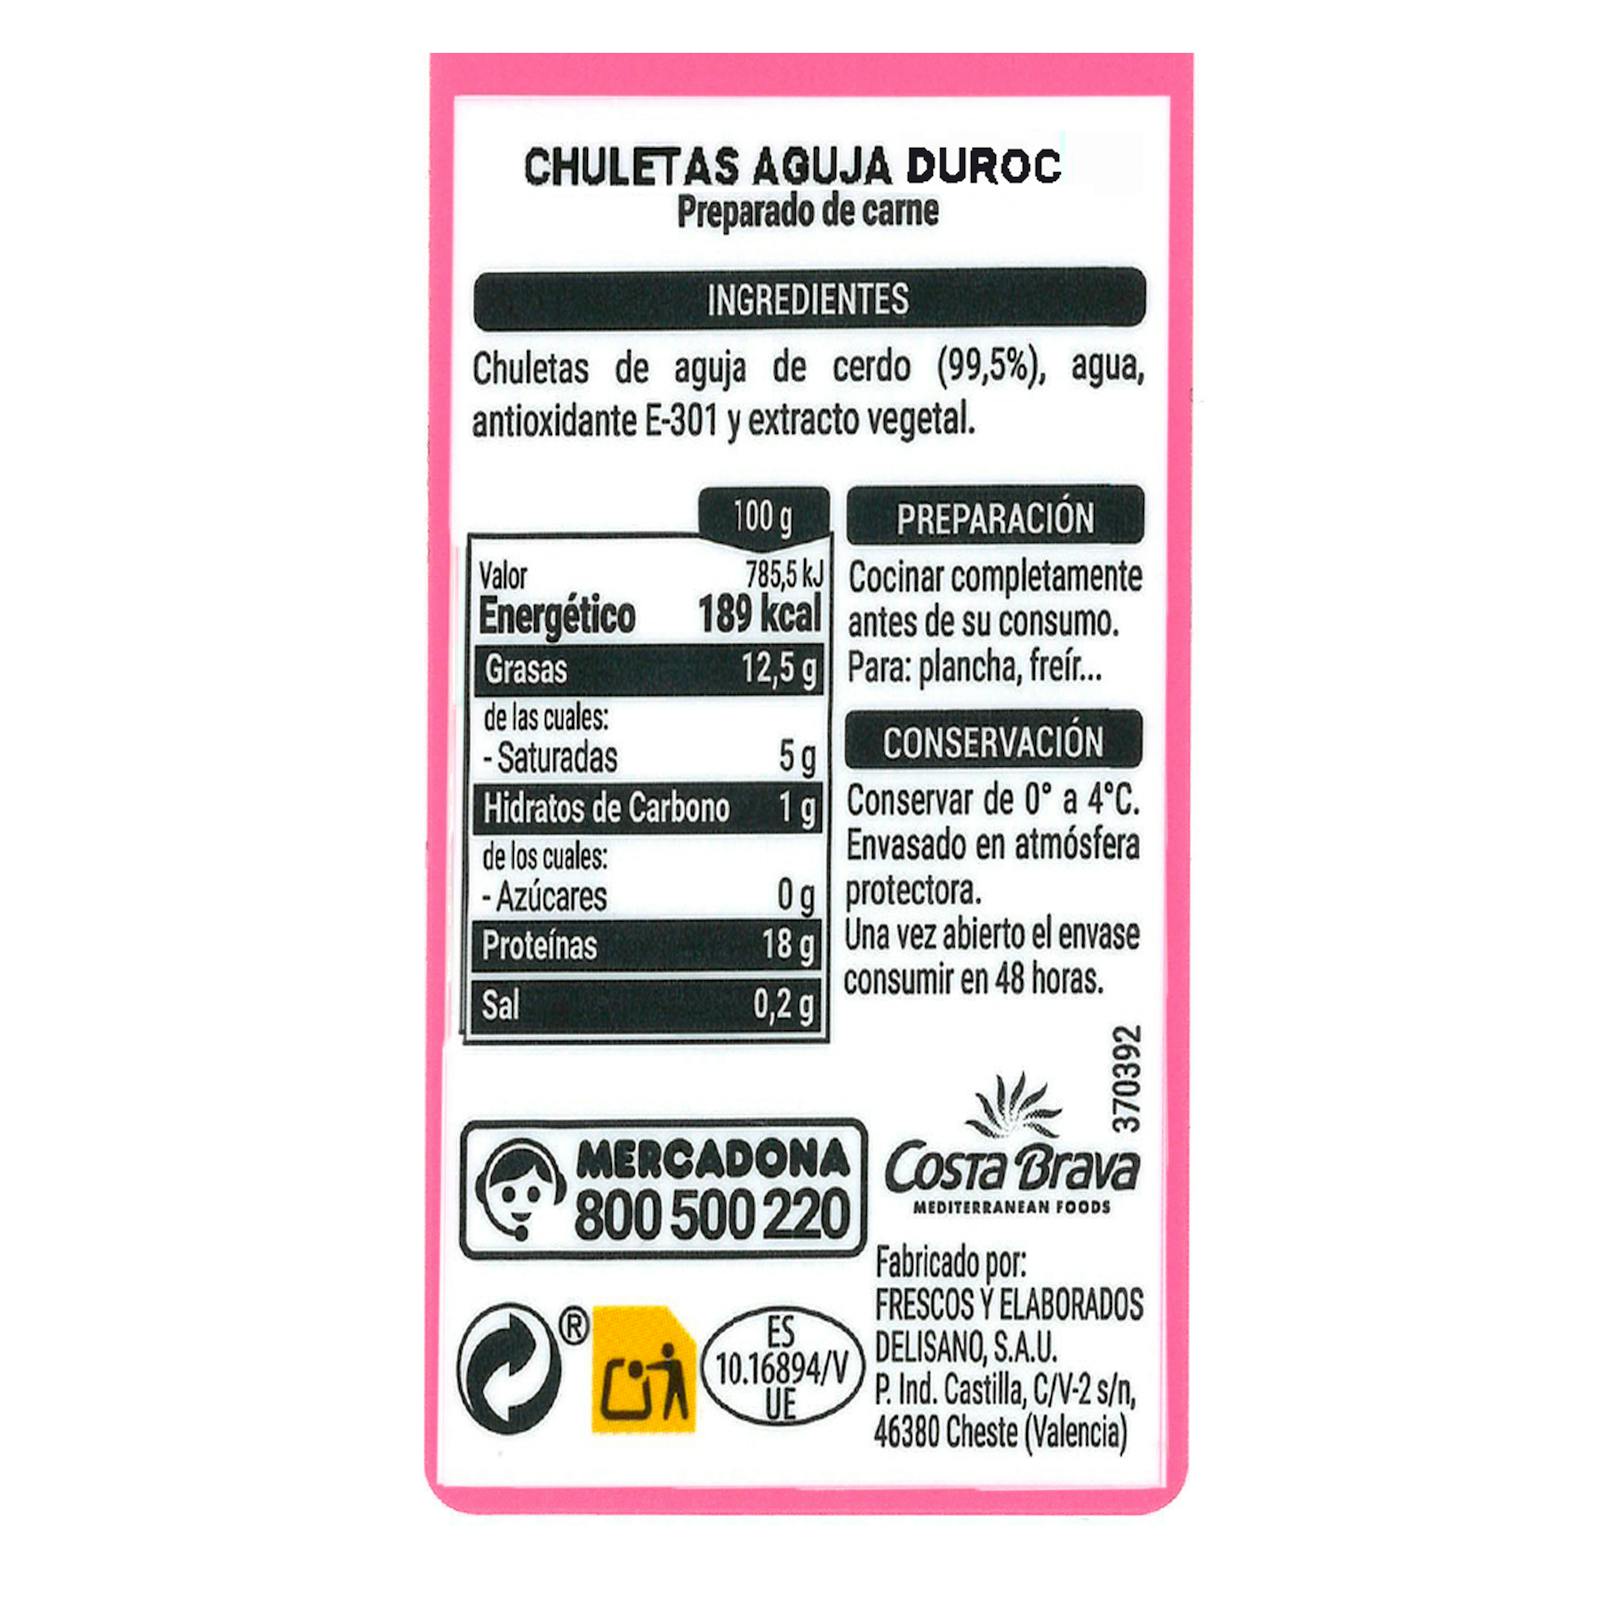 CHULETAS AGUJA DUROC
Preparado de carne
INGREDIENTES
Chuletas de aguja de cerdo (99,5%), agua,
antioxidante E-301 y extracto vegetal.
100 g
Valor 785,5 kJ
Energético 189 kcal
Grasas 12,5 g
de las cuales:
- Saturadas 5 g
Hidratos de Carbono 1 g
de los cuales:
- Azúcares 0 g
Proteínas 18 g
Sal 0,2 g
PREPARACIÓN
Cocinar completamente
antes de su consumo.
Para: plancha, freír...
CONSERVACIÓN
Conservar de 0° a 4°C.
Envasado en atmósfera
protectora.
Una vez abierto el envase
consumir en 48 horas.
370392
MERCADONA
800 500 220
Costa Brava
MEDITERRANEAN FOODS
Fabricado por:
FRESCOS Y ELABORADOS
DELISANO, S.A.U.
P. Ind. Castilla, C/V-2 s/n,
46380 Cheste (Valencia)
®
ES
10.16894/V
UE